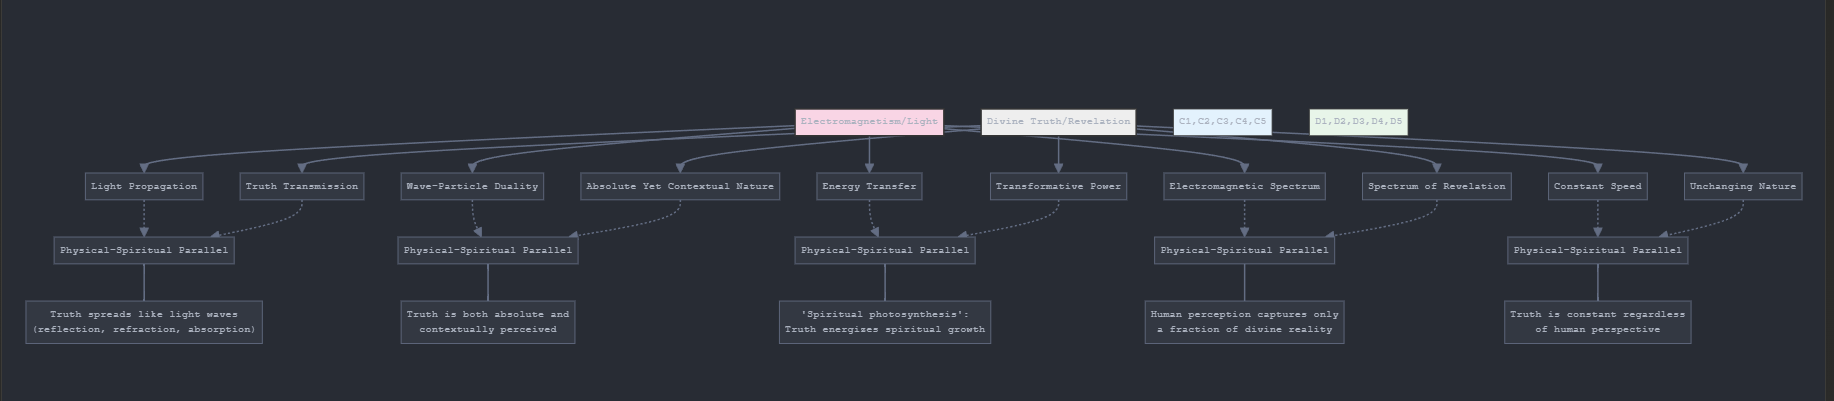 Electromagnetism/Light
Divine Truth/Revelation
C1,C2,C3,C4,C5
D1,D2,D3,D4,D5
Light Propagation
Truth Transmission
Wave-Particle Duality
Absolute Yet Contextual Nature
Energy Transfer
Transformative Power
Electromagnetic Spectrum
Spectrum of Revelation
Constant Speed
Unchanging Nature
Physical-Spiritual Parallel
Physical-Spiritual Parallel
Physical-Spiritual Parallel
Physical-Spiritual Parallel
Physical-Spiritual Parallel
Truth spreads like light waves
(reflection, refraction, absorption)
Truth is both absolute and
contextually perceived
'Spiritual photosynthesis':
Truth energizes spiritual growth
Human perception captures only
a fraction of divine reality
Truth is constant regardless
of human perspective